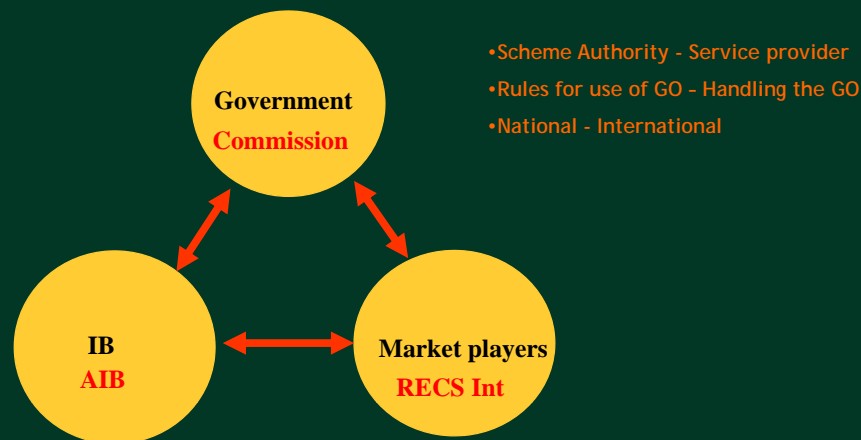 Government
Commission
•Scheme Authority - Service provider
•Rules for use of GO - Handling the GO
•National - International
IB
AIB
Market players
RECS Int